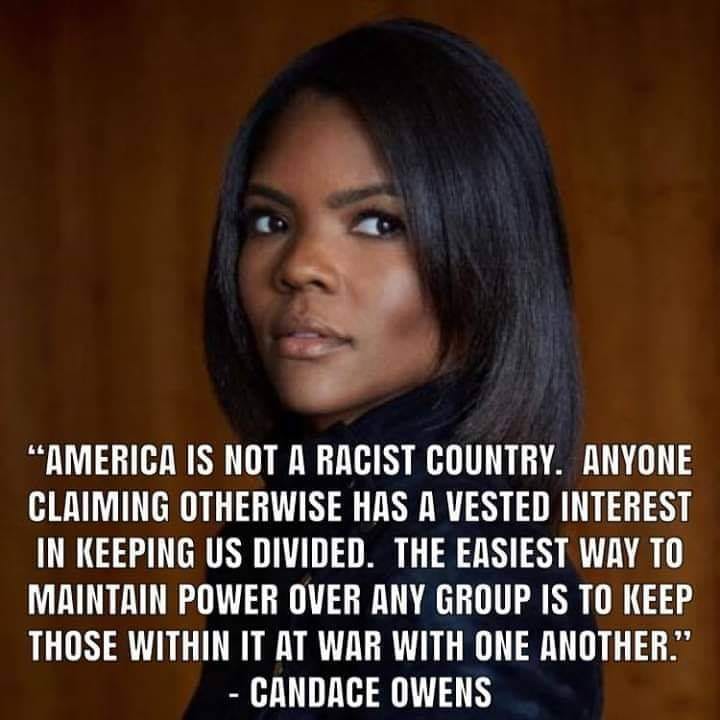 “AMERICA IS NOT A RACIST COUNTRY. ANYONE
CLAIMING OTHERWISE HAS A VESTED INTEREST
IN KEEPING US DIVIDED. THE EASIEST WAY TO
MAINTAIN POWER OVER ANY GROUP IS TO KEEP
THOSE WITHIN IT AT WAR WITH ONE ANOTHER.”
- CANDACE OWENS